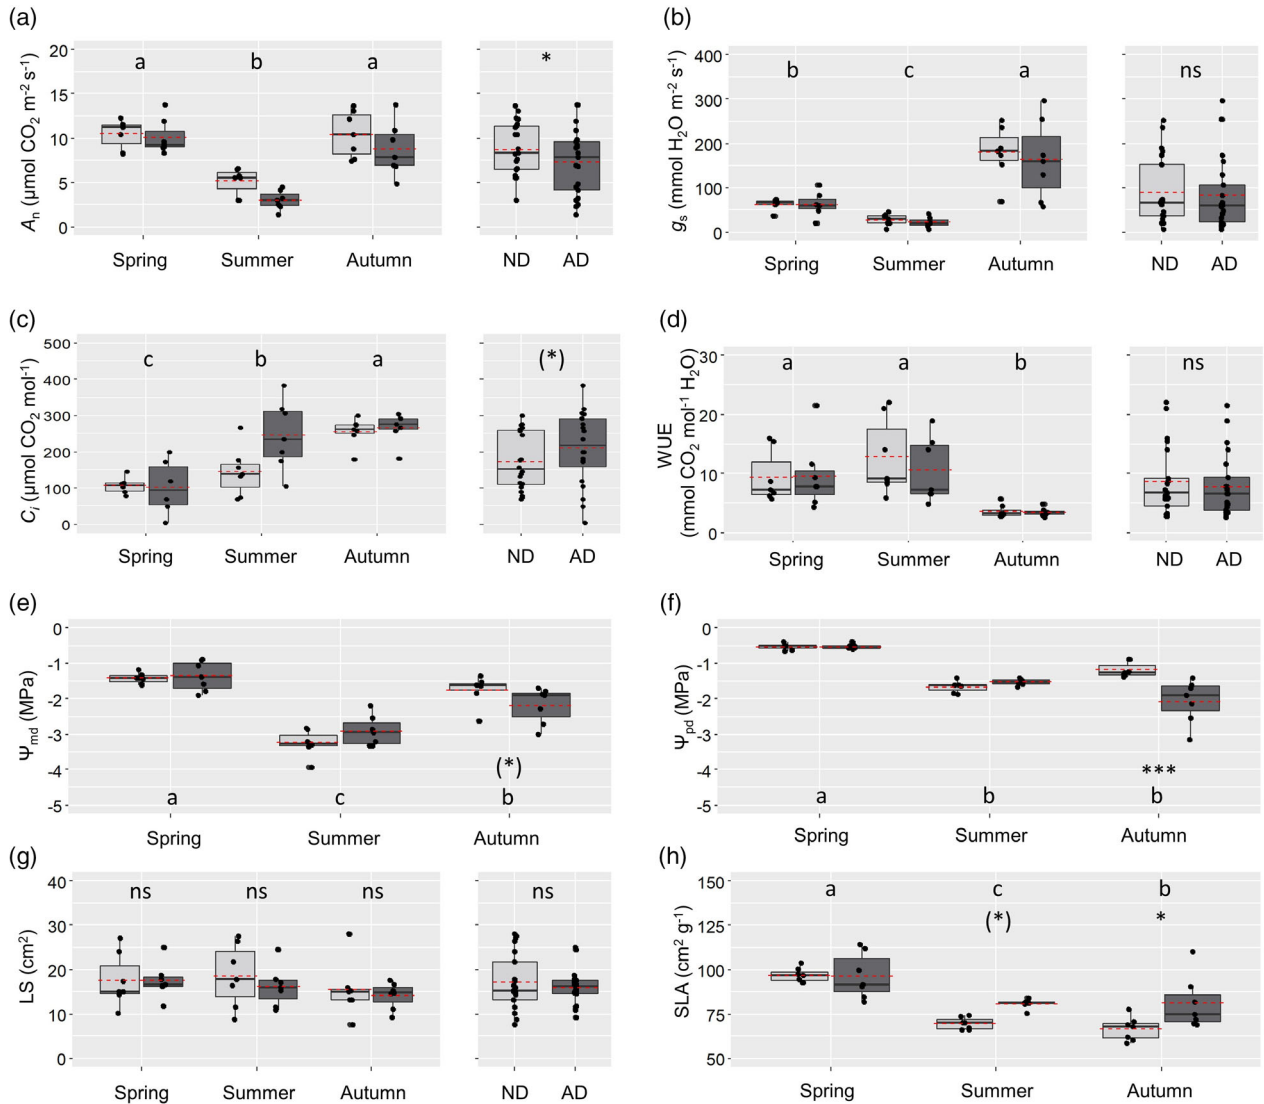 (a)
20
15
10
5
0
Aₙ (µmol CO₂ m⁻² s⁻¹)
a b a
*
Spring Summer Autumn
ND AD
(b)
400
300
200
100
0
gₛ (mmol H₂O m⁻² s⁻¹)
b c a
ns
Spring Summer Autumn
ND AD
(c)
500
400
300
200
100
0
Cᵢ (µmol CO₂ mol⁻¹)
c b a
(*)
Spring Summer Autumn
ND AD
(d)
30
20
10
0
WUE
(mmol CO₂ mol⁻¹ H₂O)
a a b
ns
Spring Summer Autumn
ND AD
(e)
0
-1
-2
-3
-4
-5
Ψmd (MPa)
(*)
a c b
Spring Summer Autumn
(f)
0
-1
-2
-3
-4
-5
Ψpd (MPa)
***
a b b
Spring Summer Autumn
(g)
40
30
20
10
0
LS (cm²)
ns ns ns
ns
Spring Summer Autumn
ND AD
(h)
150
125
100
75
50
SLA (cm² g⁻¹)
a c b
(*) *
Spring Summer Autumn